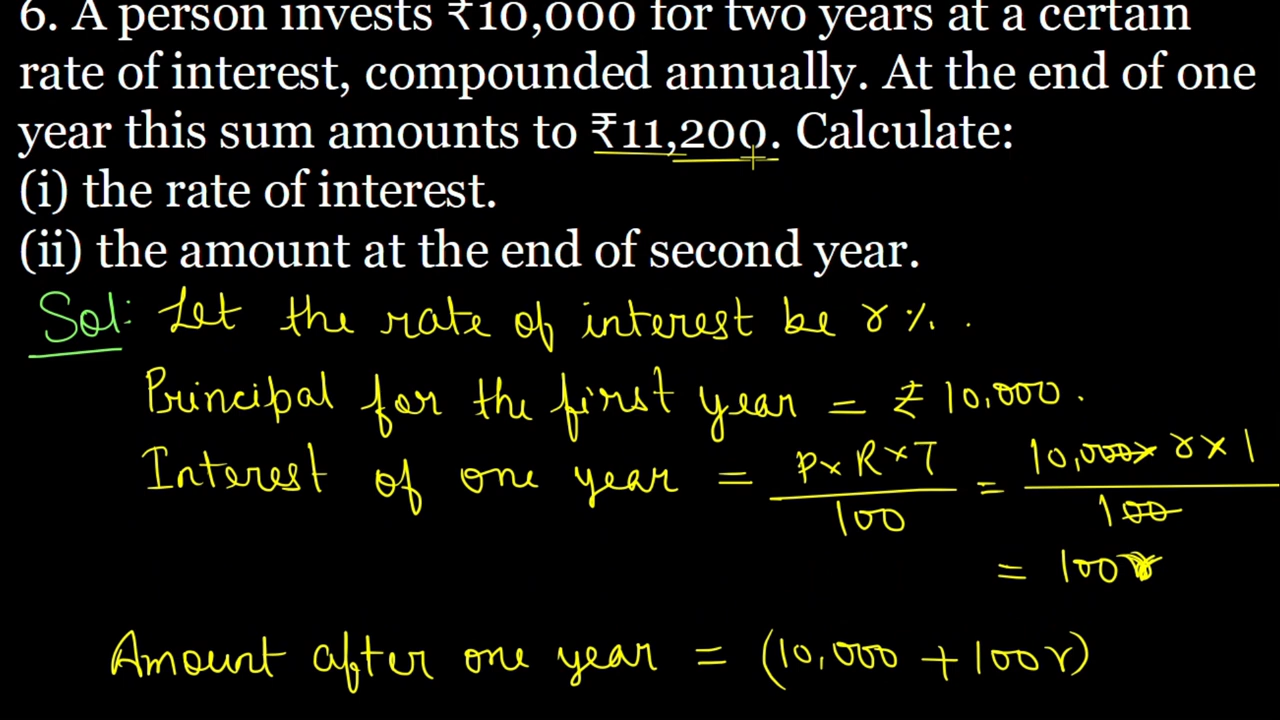 6. A person invests ₹10,000 for two years at a certain
rate of interest, compounded annually. At the end of one
year this sum amounts to ₹11,200. Calculate:
(i) the rate of interest.
(ii) the amount at the end of second year.
Sol: Let the rate of interest be r %.
Principal for the first year = ₹ 10,000.
Interest of one year = P×R×T / 100 = 10,000× r × 1 / 100
= 100r
Amount after one year = (10,000 + 100r)